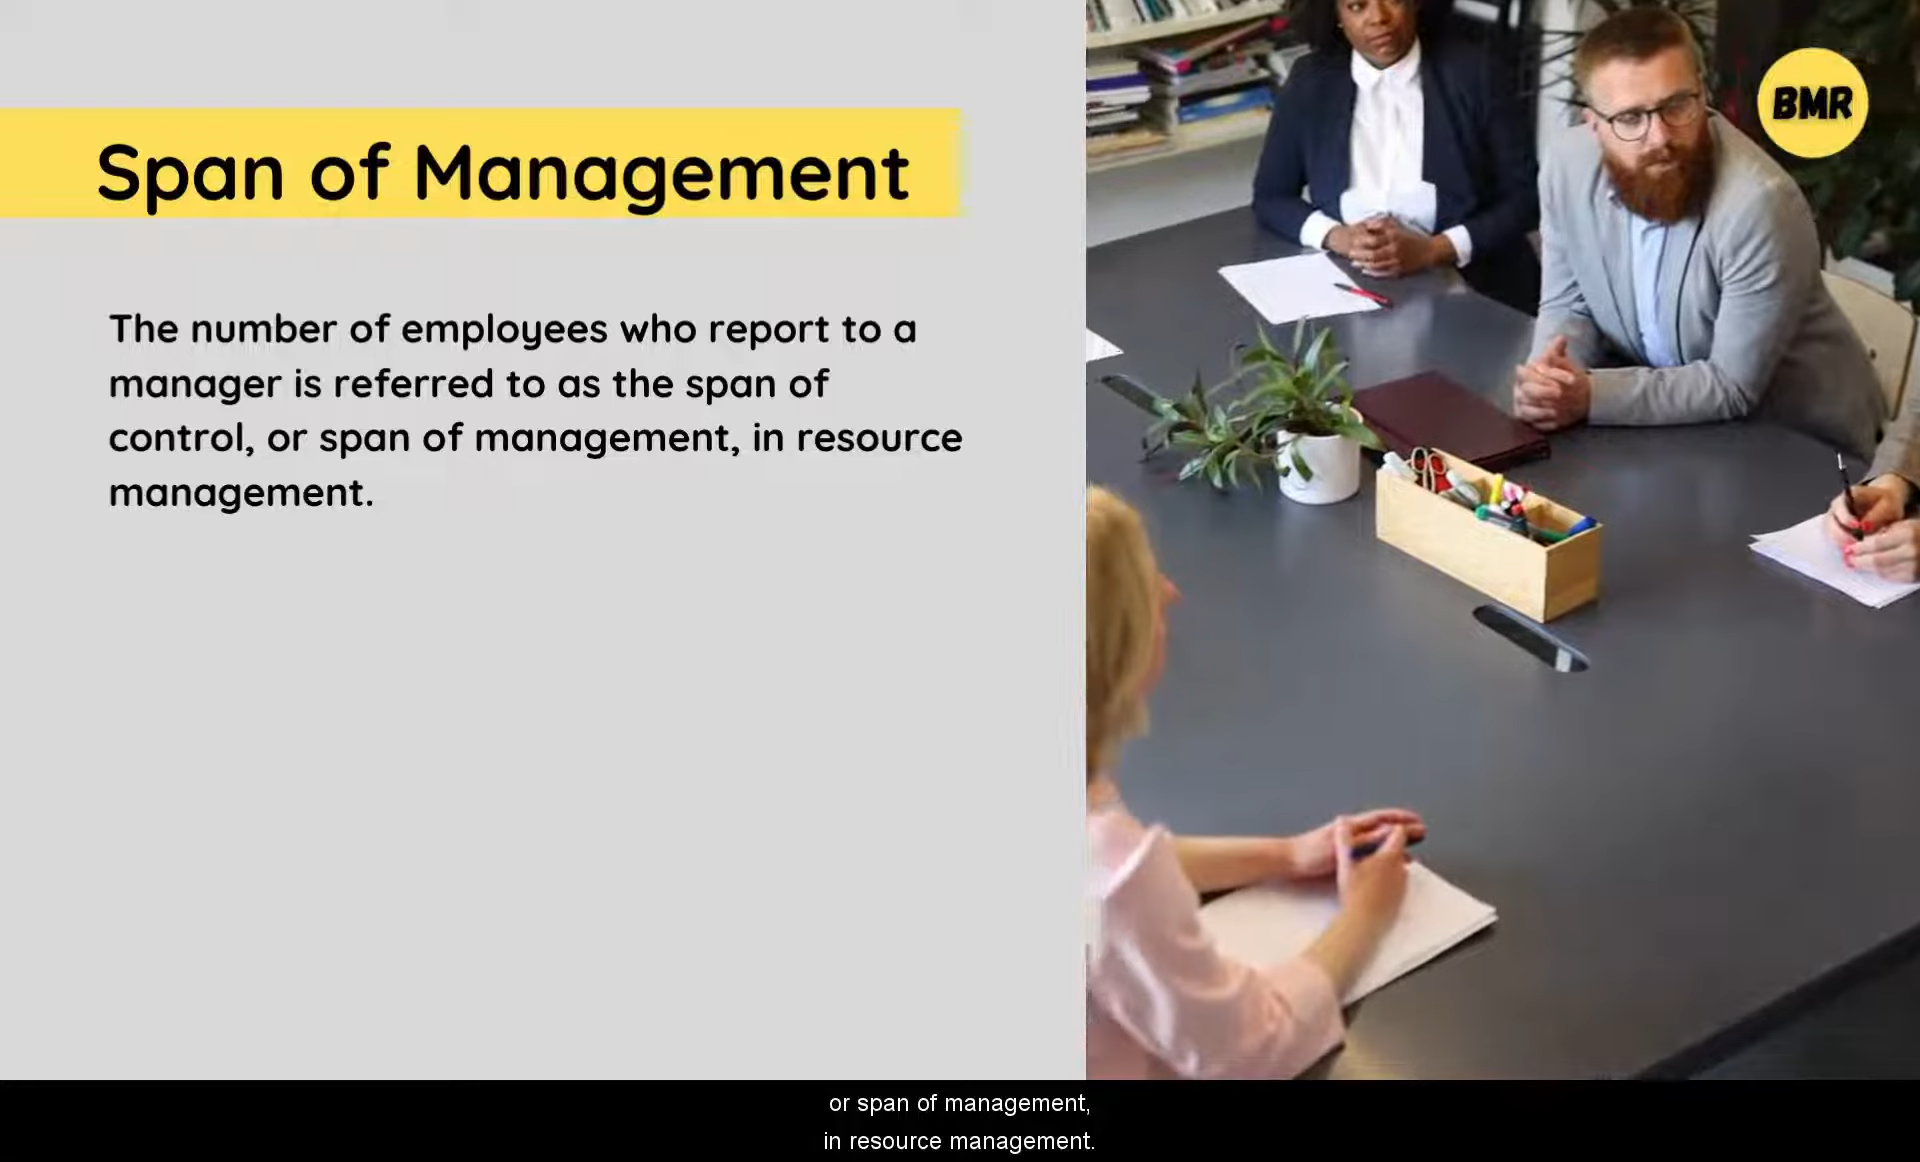 Span of Management
BMR
The number of employees who report to a
manager is referred to as the span of
control, or span of management, in resource
management.
or span of management,
in resource management.